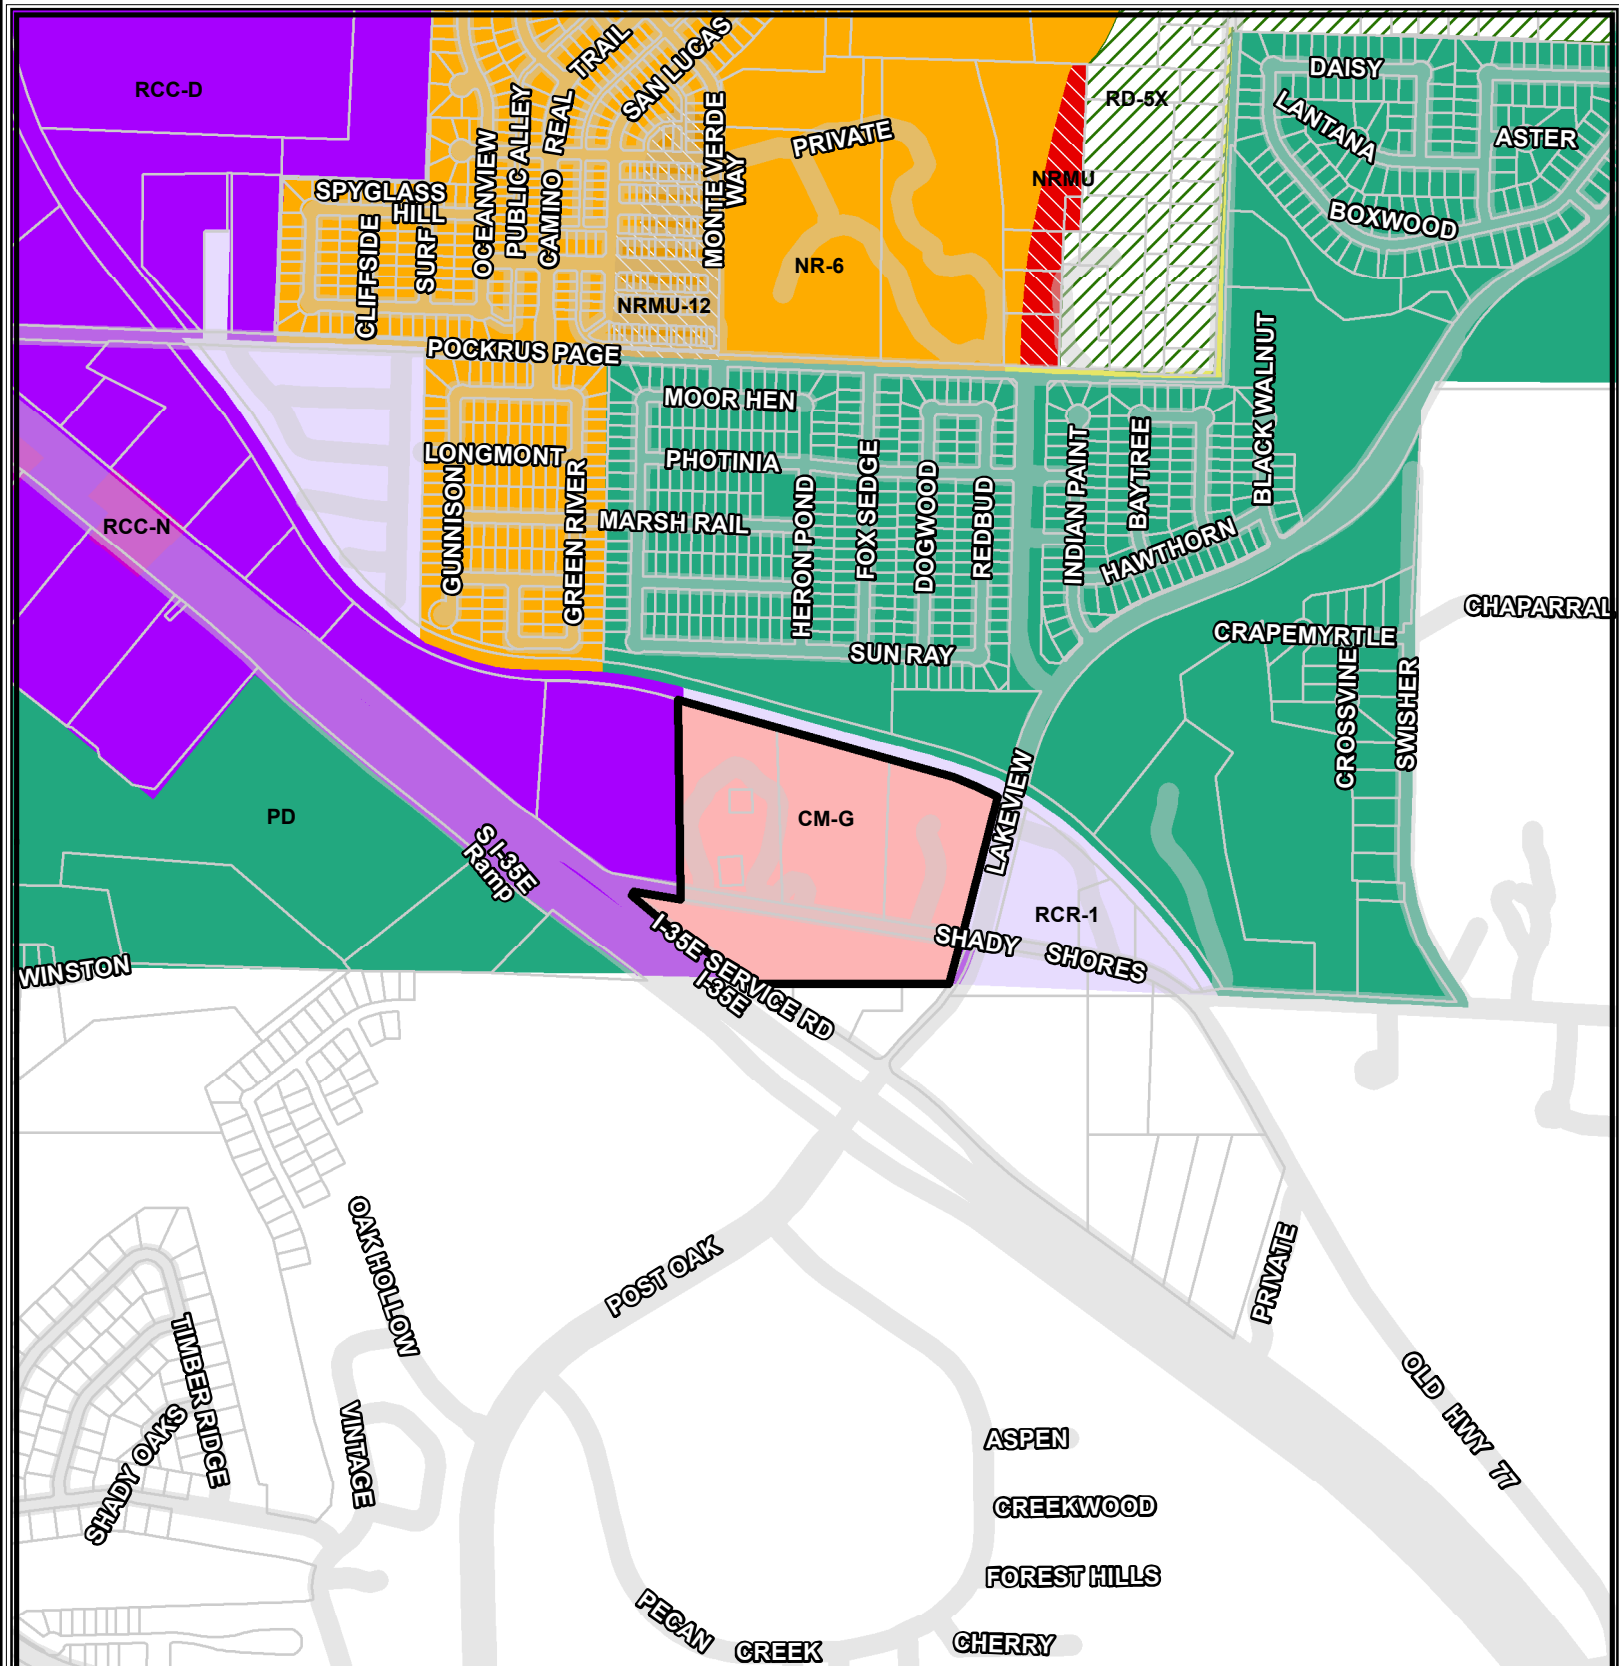 RCC-D
TRAIL
SAN LUCAS
OCEANVIEW
PUBLIC ALLEY
CAMINO REAL
MONTE VERDE
WAY
PRIVATE
RD-5X
DAISY
LANTANA
ASTER
BOXWOOD
NRMU
SPYGLASS
HILL
CLIFFSIDE
SURF
NR-6
NRMU-12
POCKRUS PAGE
BLACK WALNUT
MOOR HEN
LONGMONT
PHOTINIA
GUNNISON
GREEN RIVER
MARSH RAIL
HERON POND
FOX SEDGE
DOGWOOD
REDBUD
INDIAN PAINT
BAYTREE
HAWTHORN
RCC-N
SUN RAY
CRAPEMYRTLE
CHAPARRAL
CROSSVINE
SWISHER
PD
S I-35E
Ramp
CM-G
LAKEVIEW
RCR-1
SHADY SHORES
I-35E SERVICE RD
I-35E
WINSTON
OAK HOLLOW
POST OAK
PRIVATE
TIMBER RIDGE
SHADY OAKS
VINTAGE
OLD HWY 77
ASPEN
CREEKWOOD
FOREST HILLS
PECAN CREEK
CHERRY